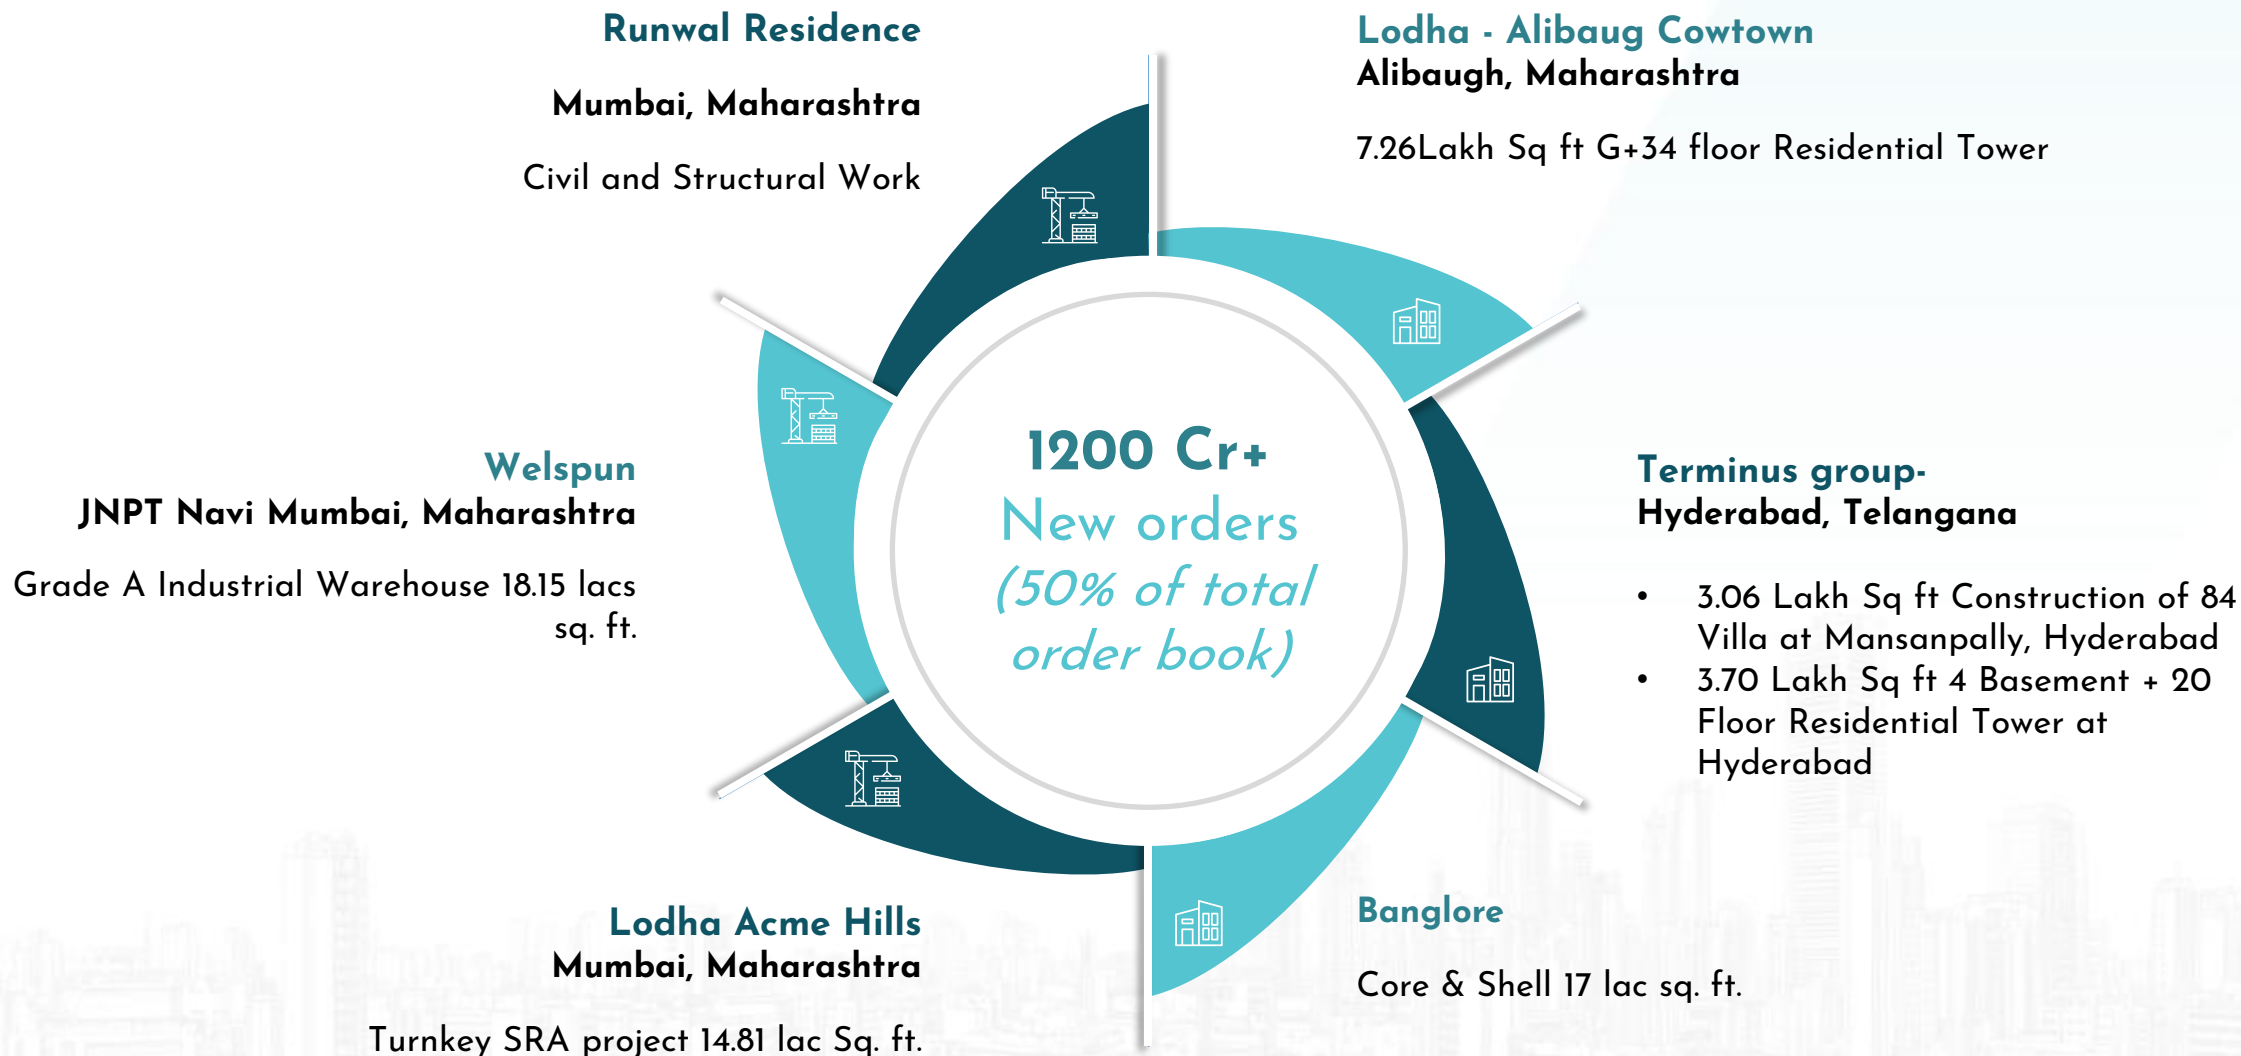 Runwal Residence
Mumbai, Maharashtra
Civil and Structural Work
Lodha - Alibaug Cowtown
Alibaugh, Maharashtra
7.26Lakh Sq ft G+34 floor Residential Tower
Welspun
JNPT Navi Mumbai, Maharashtra
Grade A Industrial Warehouse 18.15 lacs
sq. ft.
1200 Cr+
New orders
(50% of total
order book)
Terminus group-
Hyderabad, Telangana
• 3.06 Lakh Sq ft Construction of 84
Villa at Mansanpally, Hyderabad
• 3.70 Lakh Sq ft 4 Basement + 20
Floor Residential Tower at
Hyderabad
Lodha Acme Hills
Mumbai, Maharashtra
Turnkey SRA project 14.81 lac Sq. ft.
Banglore
Core & Shell 17 lac sq. ft.